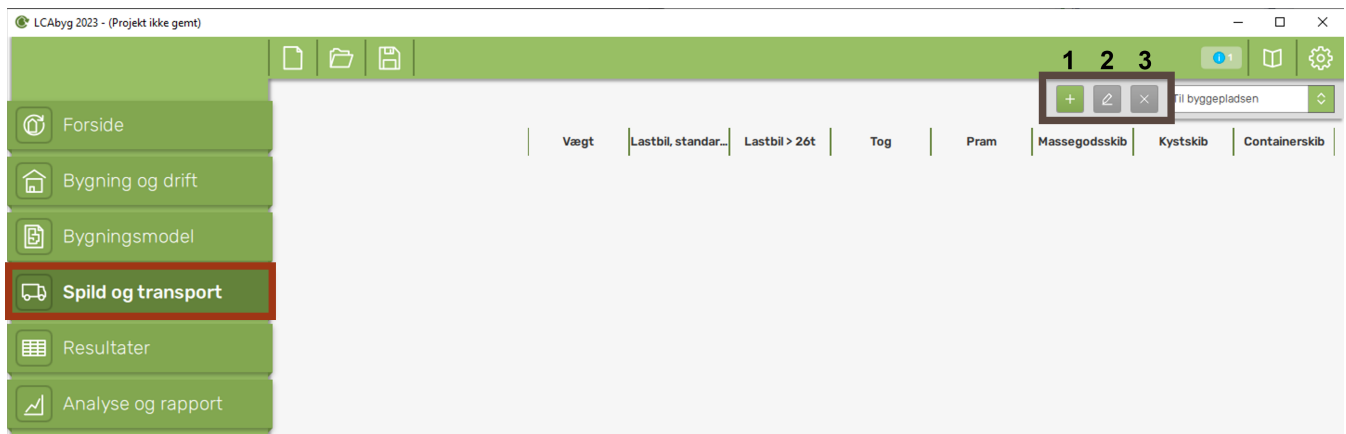 LCAbyg 2023 - (Projekt ikke gemt)
1 2 3
1
Til byggepladsen
Forside
Vægt Lastbil, standar... Lastbil > 26t Tog Pram Massegodsskib Kystskib Containerskib
Bygning og drift
Bygningsmodel
Spild og transport
Resultater
Analyse og rapport